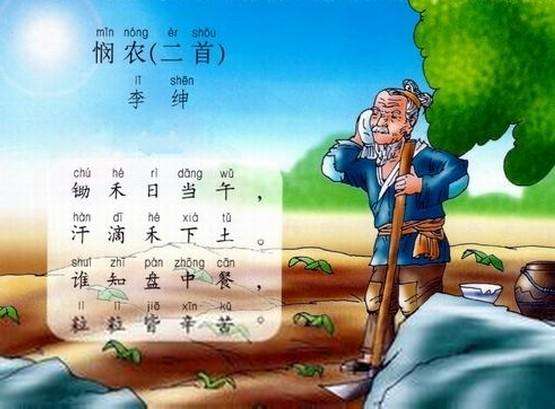 mǐn nóng èr shǒu
悯农(二首)
lǐ shēn
李绅
chú hé rì dāng wǔ
锄禾日当午，
hàn dī hé xià tǔ
汗滴禾下土。
shuí zhī pán zhōng cān
谁知盘中餐，
lì lì jiē xīn kǔ
粒粒皆辛苦。